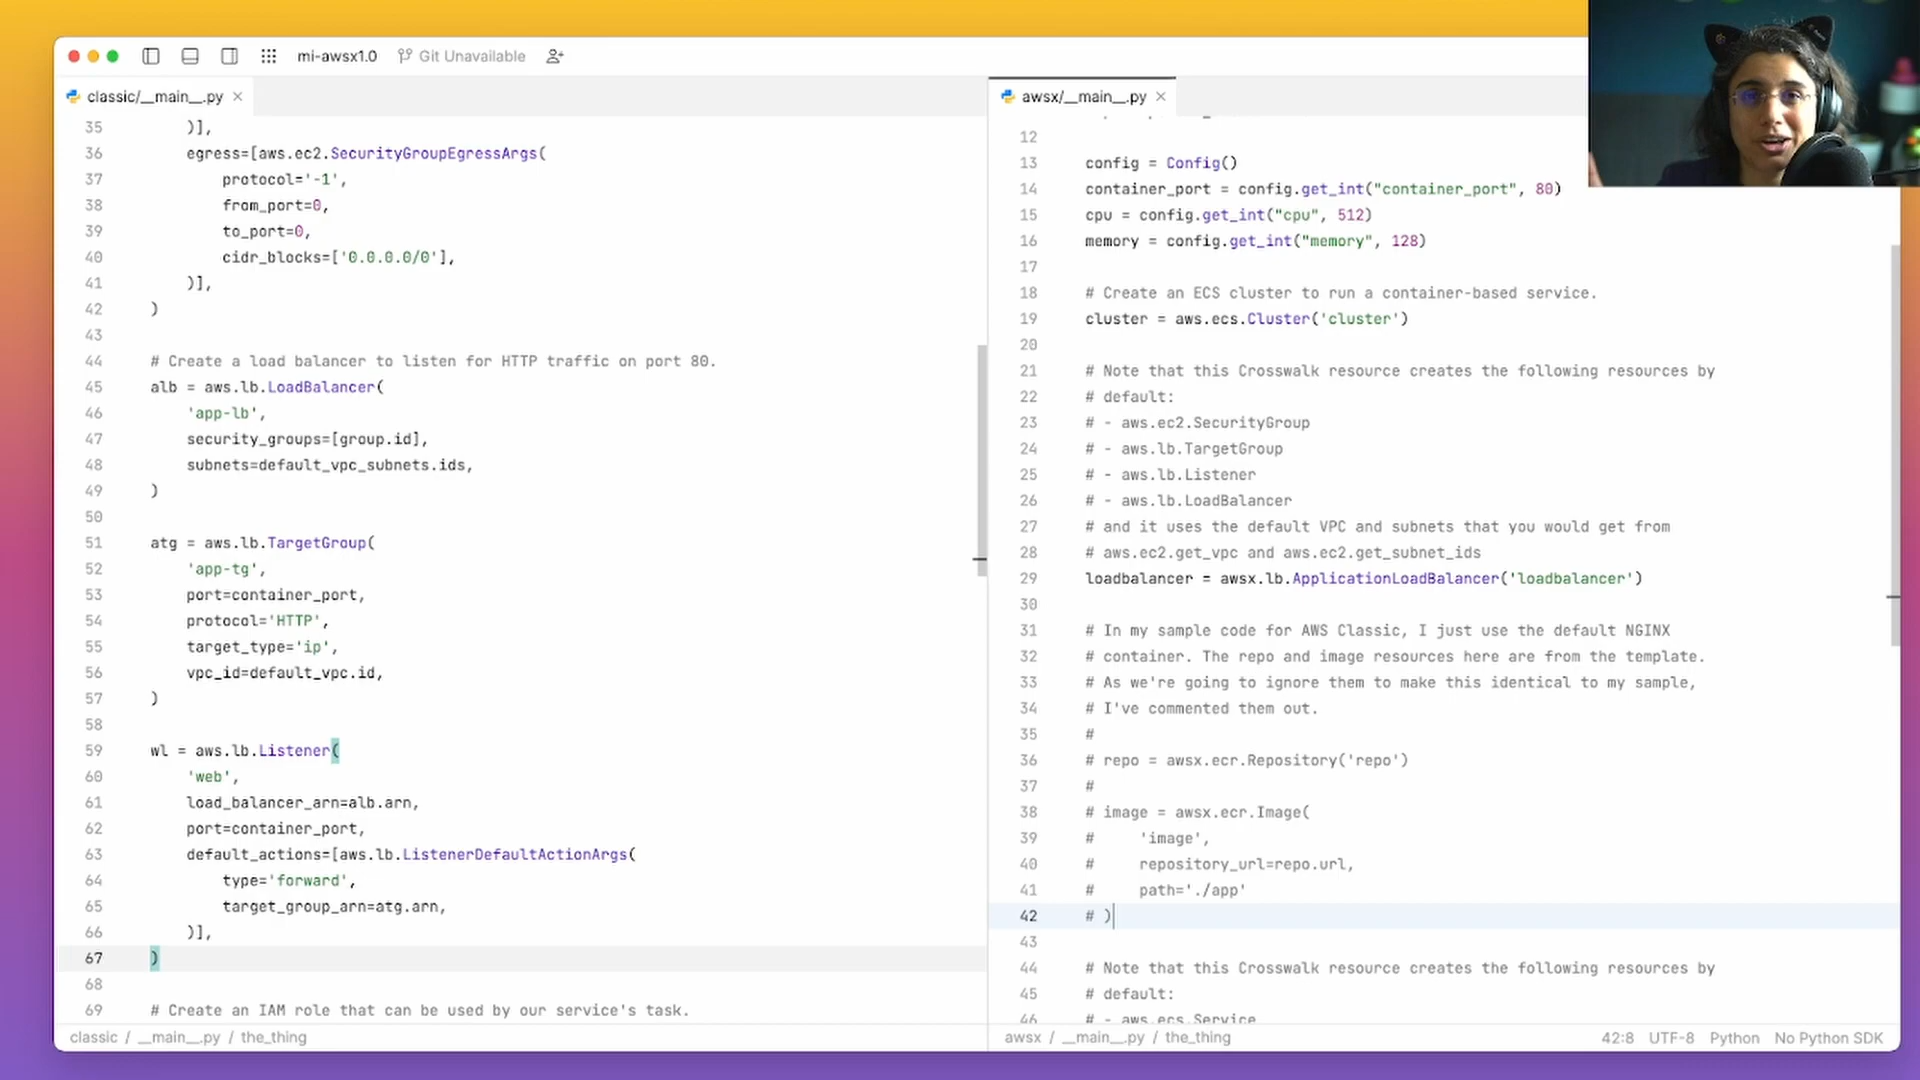 mi-awsx1.0 Git Unavailable
classic/__main__.py
35 )],
36 egress=[aws.ec2.SecurityGroupEgressArgs(
37 protocol='-1',
38 from_port=0,
39 to_port=0,
40 cidr_blocks=['0.0.0.0/0'],
41 )],
42 )
43
44 # Create a load balancer to listen for HTTP traffic on port 80.
45 alb = aws.lb.LoadBalancer(
46 'app-lb',
47 security_groups=[group.id],
48 subnets=default_vpc_subnets.ids,
49 )
50
51 atg = aws.lb.TargetGroup(
52 'app-tg',
53 port=container_port,
54 protocol='HTTP',
55 target_type='ip',
56 vpc_id=default_vpc.id,
57 )
58
59 wl = aws.lb.Listener(
60 'web',
61 load_balancer_arn=alb.arn,
62 port=container_port,
63 default_actions=[aws.lb.ListenerDefaultActionArgs(
64 type='forward',
65 target_group_arn=atg.arn,
66 )],
67 )
68
69 # Create an IAM role that can be used by our service's task.
classic / __main__.py / the_thing
awsx/__main__.py
12
13 config = Config()
14 container_port = config.get_int("container_port", 80)
15 cpu = config.get_int("cpu", 512)
16 memory = config.get_int("memory", 128)
17
18 # Create an ECS cluster to run a container-based service.
19 cluster = aws.ecs.Cluster('cluster')
20
21 # Note that this Crosswalk resource creates the following resources by
22 # default:
23 # - aws.ec2.SecurityGroup
24 # - aws.lb.TargetGroup
25 # - aws.lb.Listener
26 # - aws.lb.LoadBalancer
27 # and it uses the default VPC and subnets that you would get from
28 # aws.ec2.get_vpc and aws.ec2.get_subnet_ids
29 loadbalancer = awsx.lb.ApplicationLoadBalancer('loadbalancer')
30
31 # In my sample code for AWS Classic, I just use the default NGINX
32 # container. The repo and image resources here are from the template.
33 # As we're going to ignore them to make this identical to my sample,
34 # I've commented them out.
35 #
36 # repo = awsx.ecr.Repository('repo')
37 #
38 # image = awsx.ecr.Image(
39 # 'image',
40 # repository_url=repo.url,
41 # path='./app'
42 # )
43
44 # Note that this Crosswalk resource creates the following resources by
45 # default:
46 # - aws.ecs.Service
awsx / __main__.py / the_thing
42:8 UTF-8 Python No Python SDK